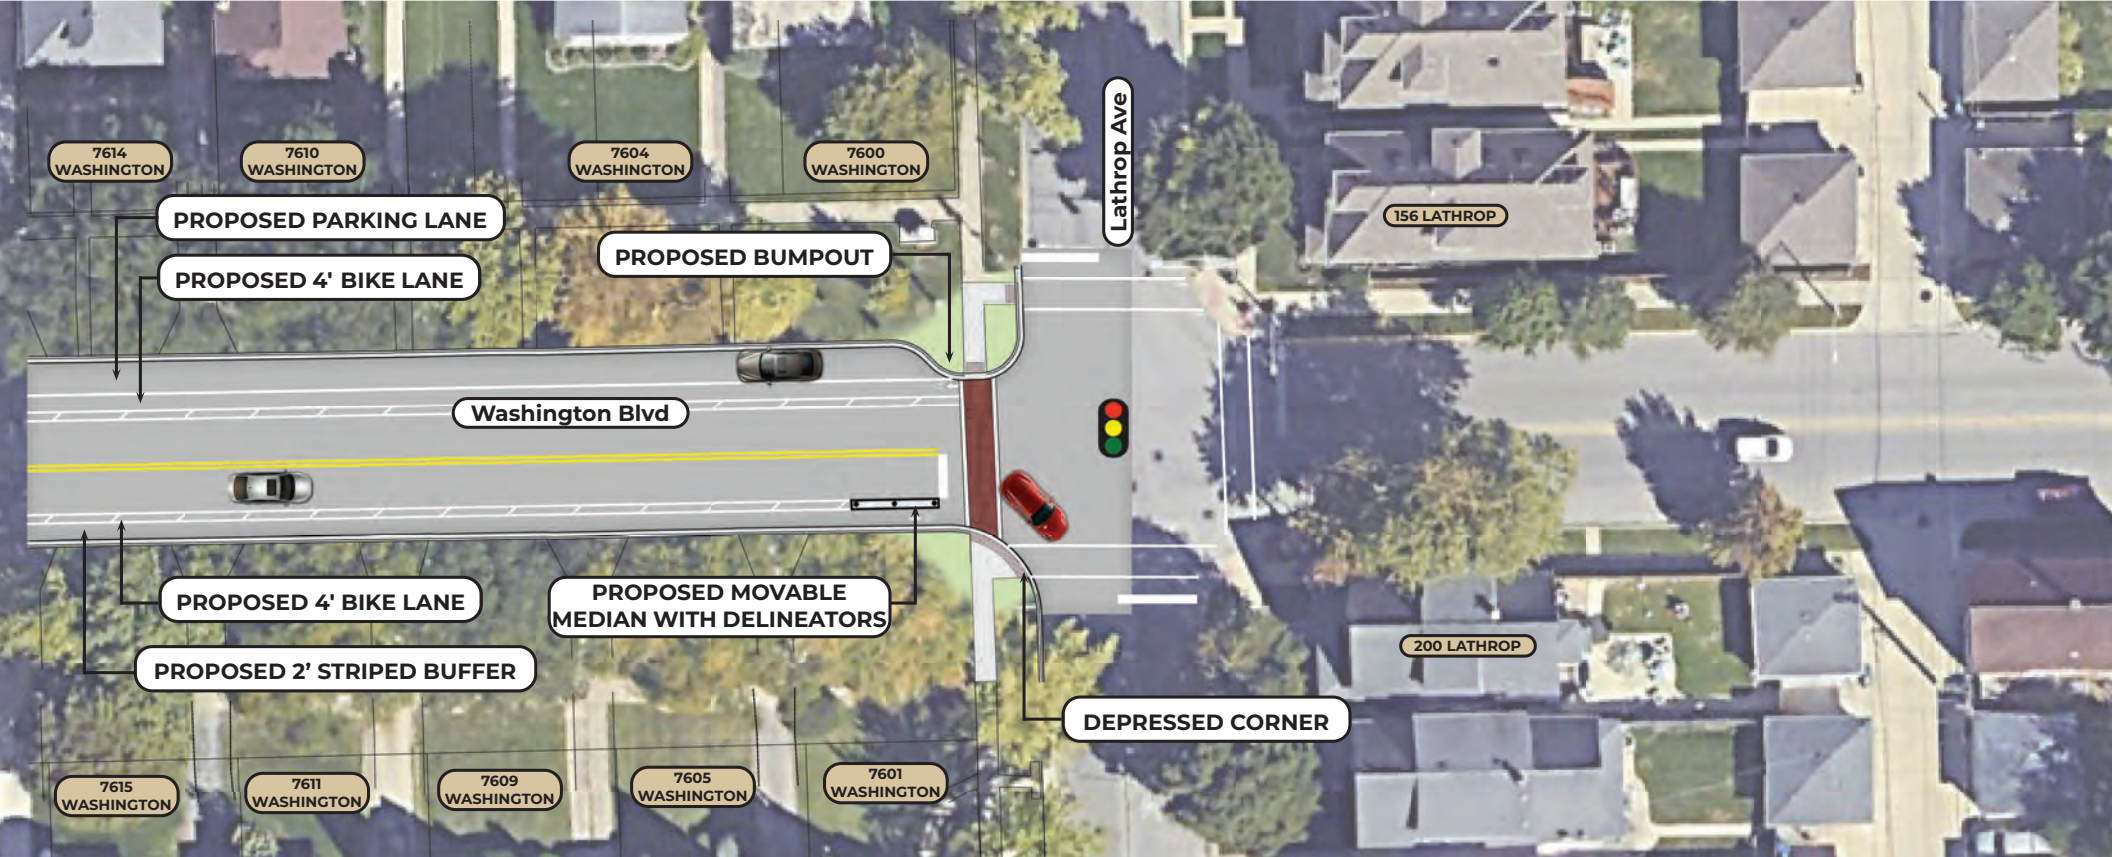 Lathrop Ave
7614
WASHINGTON
7610
WASHINGTON
7604
WASHINGTON
7600
WASHINGTON
PROPOSED PARKING LANE
156 LATHROP
PROPOSED BUMPOUT
PROPOSED 4' BIKE LANE
Washington Blvd
PROPOSED 4' BIKE LANE
PROPOSED MOVABLE
MEDIAN WITH DELINEATORS
200 LATHROP
PROPOSED 2’ STRIPED BUFFER
DEPRESSED CORNER
7615
WASHINGTON
7611
WASHINGTON
7609
WASHINGTON
7605
WASHINGTON
7601
WASHINGTON